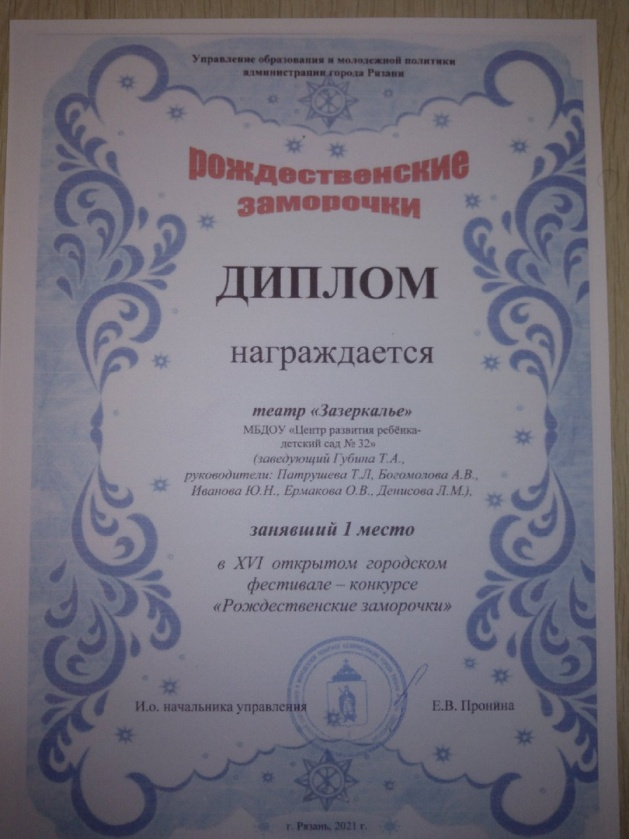 Управление образования и молодежной политики
администрации города Рязани
рождественские
заморочки
ДИПЛОМ
награждается
театр «Зазеркалье»
МБДОУ «Центр развития ребёнка-
детский сад № 32»
(заведующий Губина Т.А.,
руководители: Патрушева Т.Л, Богомолова А.В.,
Иванова Ю.Н., Ермакова О.В., Денисова Л.М.),
занявший 1 место
в XVI открытом городском
фестивале – конкурсе
«Рождественские заморочки»
И.о. начальника управления
Е.В. Пронина
г. Рязань, 2021 г.